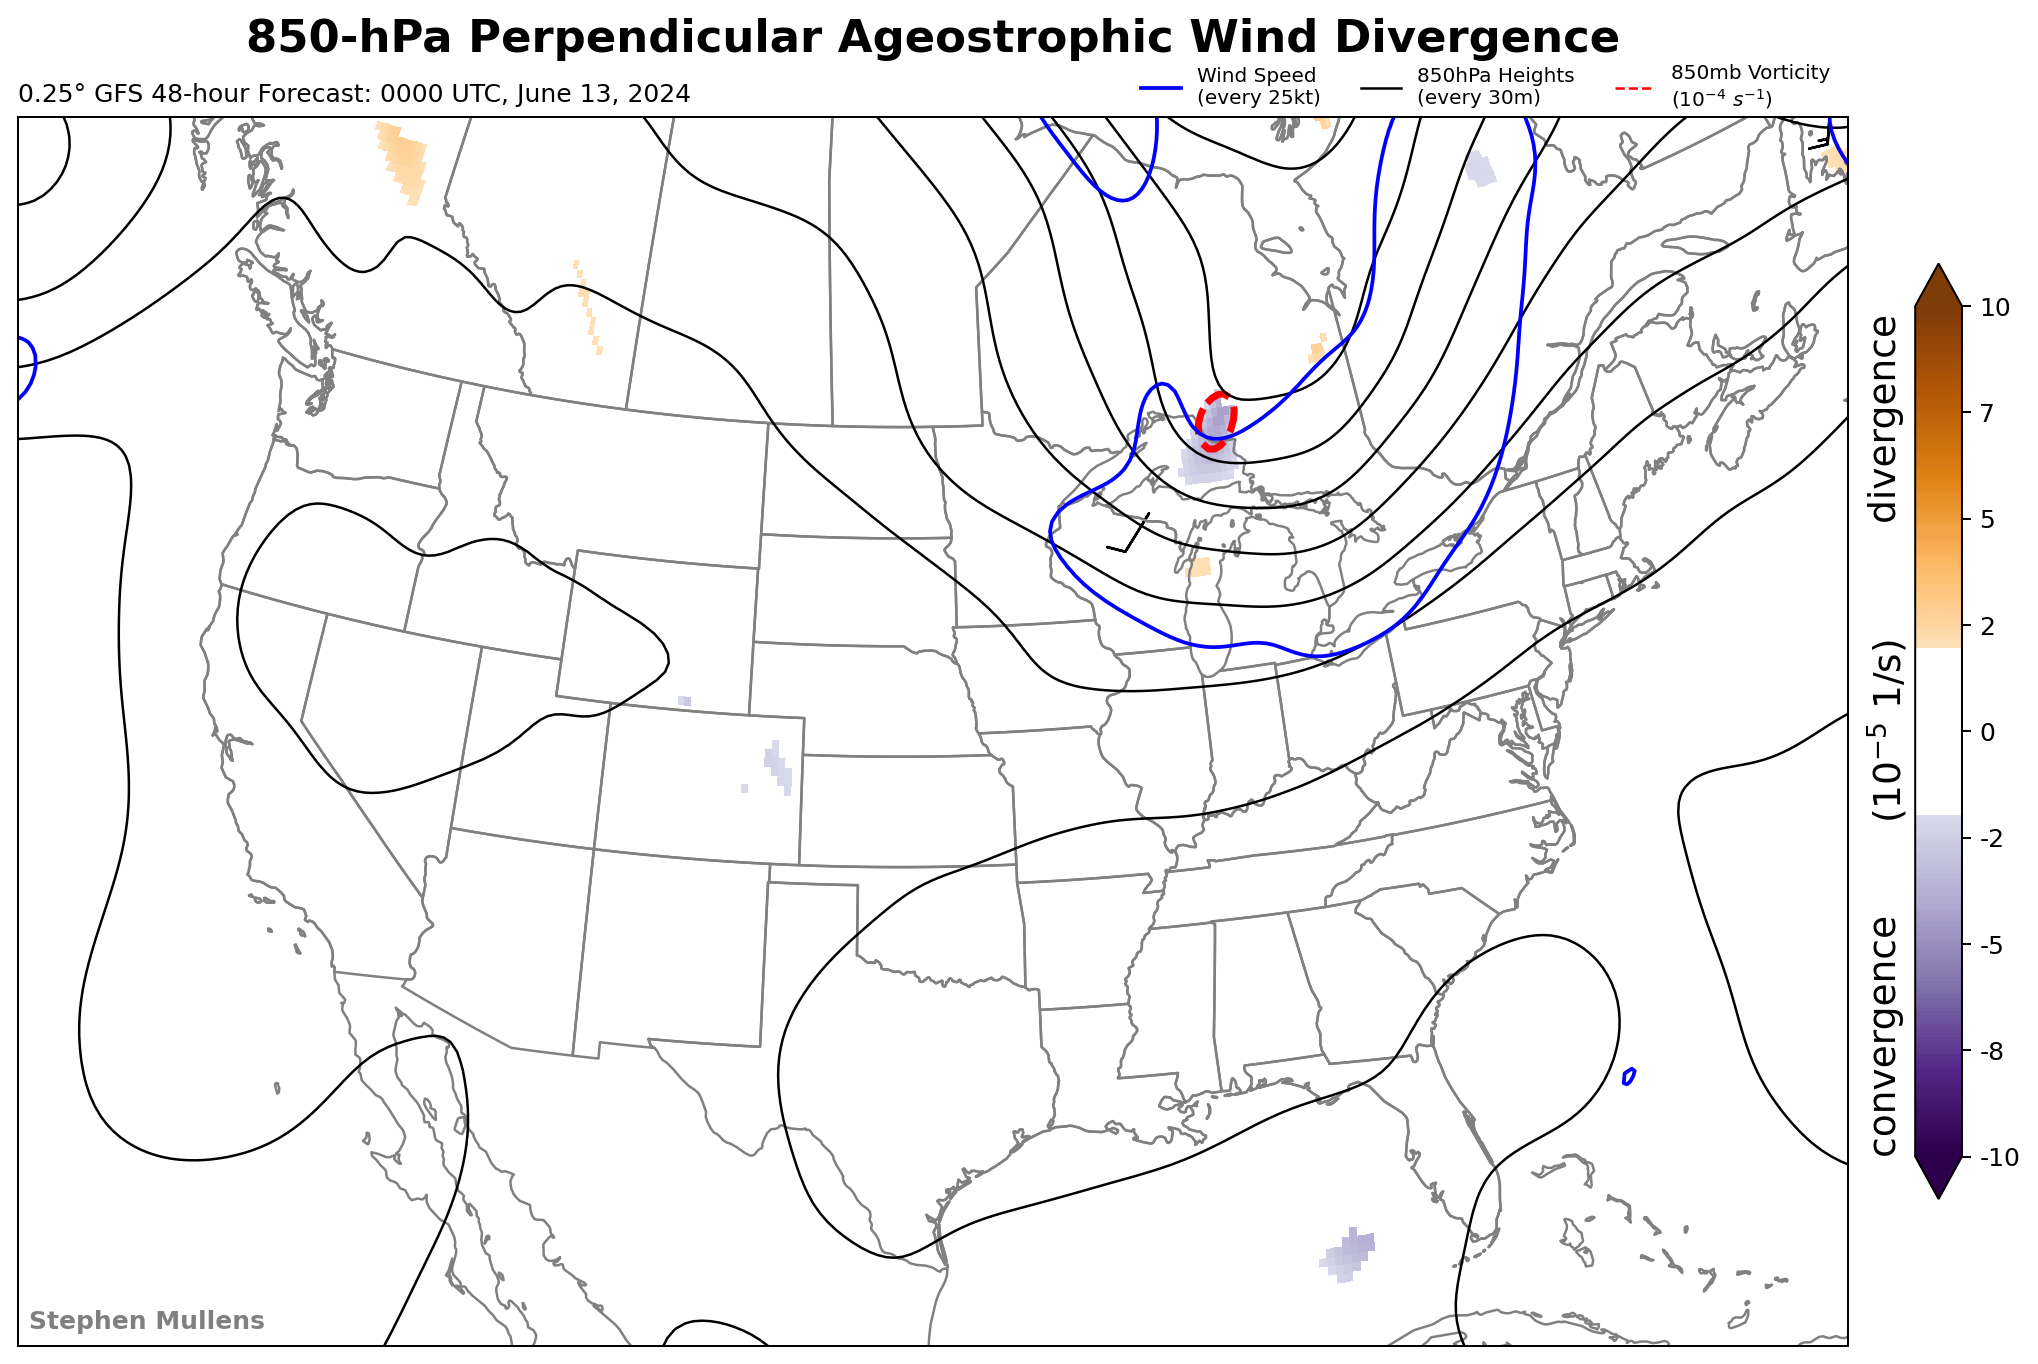 850-hPa Perpendicular Ageostrophic Wind Divergence
0.25° GFS 48-hour Forecast: 0000 UTC, June 13, 2024
Wind Speed
(every 25kt)
850hPa Heights
(every 30m)
850mb Vorticity
(10⁻⁴ s⁻¹)
10
7
5
2
0
-2
-5
-8
-10
convergence (10⁻⁵ 1/s) divergence
Stephen Mullens